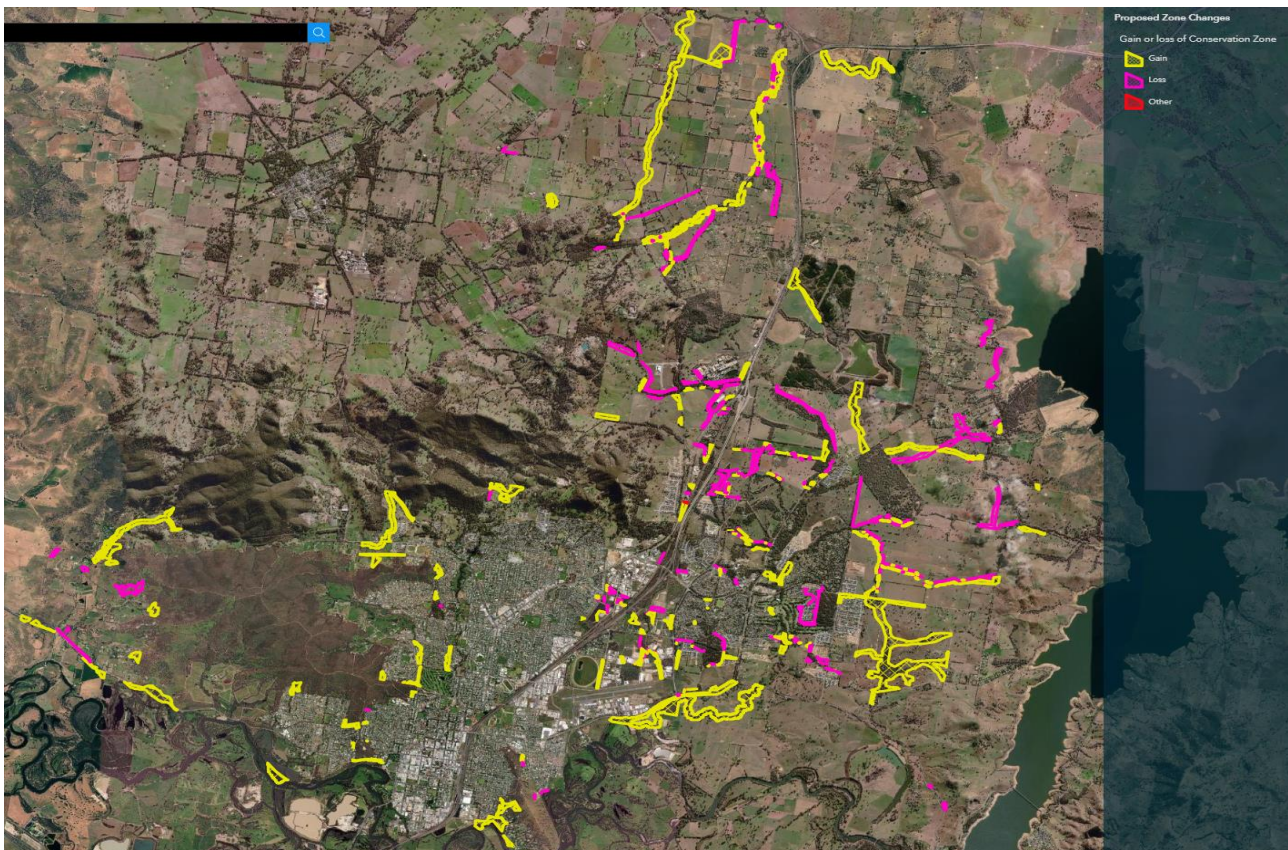 Proposed Zone Changes
Gain or loss of Conservation Zone
Gain
Loss
Other